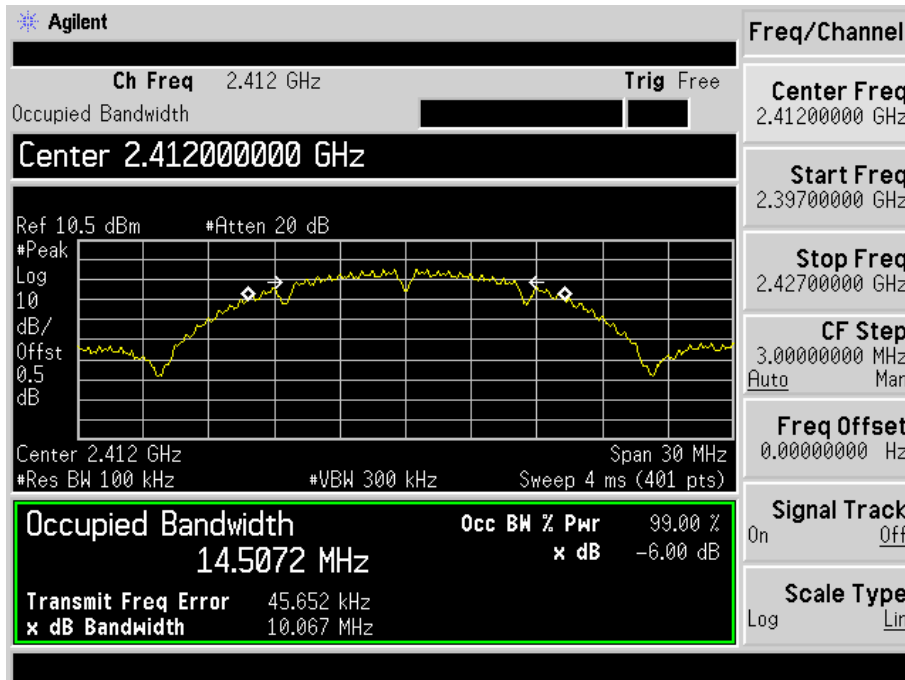 Agilent
Freq/Channel
Ch Freq 2.412 GHz Trig Free
Occupied Bandwidth
Center 2.412000000 GHz
Ref 10.5 dBm #Atten 20 dB
#Peak
Log
10
dB/
Offst
0.5
dB
Center 2.412 GHz Span 30 MHz
#Res BW 100 kHz #VBW 300 kHz Sweep 4 ms (401 pts)
Occupied Bandwidth
14.5072 MHz
Occ BW % Pwr 99.00 %
x dB -6.00 dB
Transmit Freq Error 45.652 kHz
x dB Bandwidth 10.067 MHz
Center Freq
2.41200000 GHz
Start Freq
2.39700000 GHz
Stop Freq
2.42700000 GHz
CF Step
3.00000000 MHz
Auto Man
Freq Offset
0.00000000 Hz
Signal Track
On Off
Scale Type
Log Lin